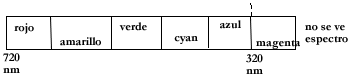 rojo
amarillo
verde
cyan
azul
magenta
no se ve
espectro
720
nm
320
nm